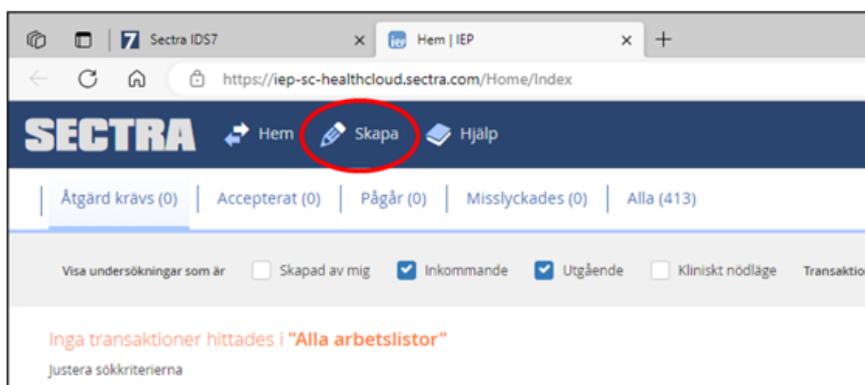 Sectra IDS7 Hem | IEP
https://iep-sc-healthcloud.sectra.com/Home/Index
SECTRA Hem Skapa Hjälp
Åtgärd krävs (0) Accepterat (0) Pågår (0) Misslyckades (0) Alla (413)
Visa undersökningar som är Skapad av mig Inkommande Utgående Kliniskt nödläge Transaktio
Inga transaktioner hittades i "Alla arbetslistor"
Justera sökkriterierna